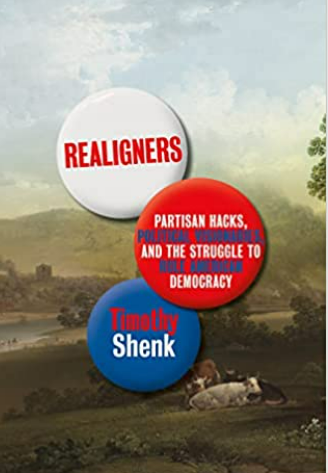 REALIGNERS
PARTISAN HACKS,
POLITICAL VISIONARIES,
AND THE STRUGGLE TO
RULE AMERICAN
DEMOCRACY
Timothy
Shenk